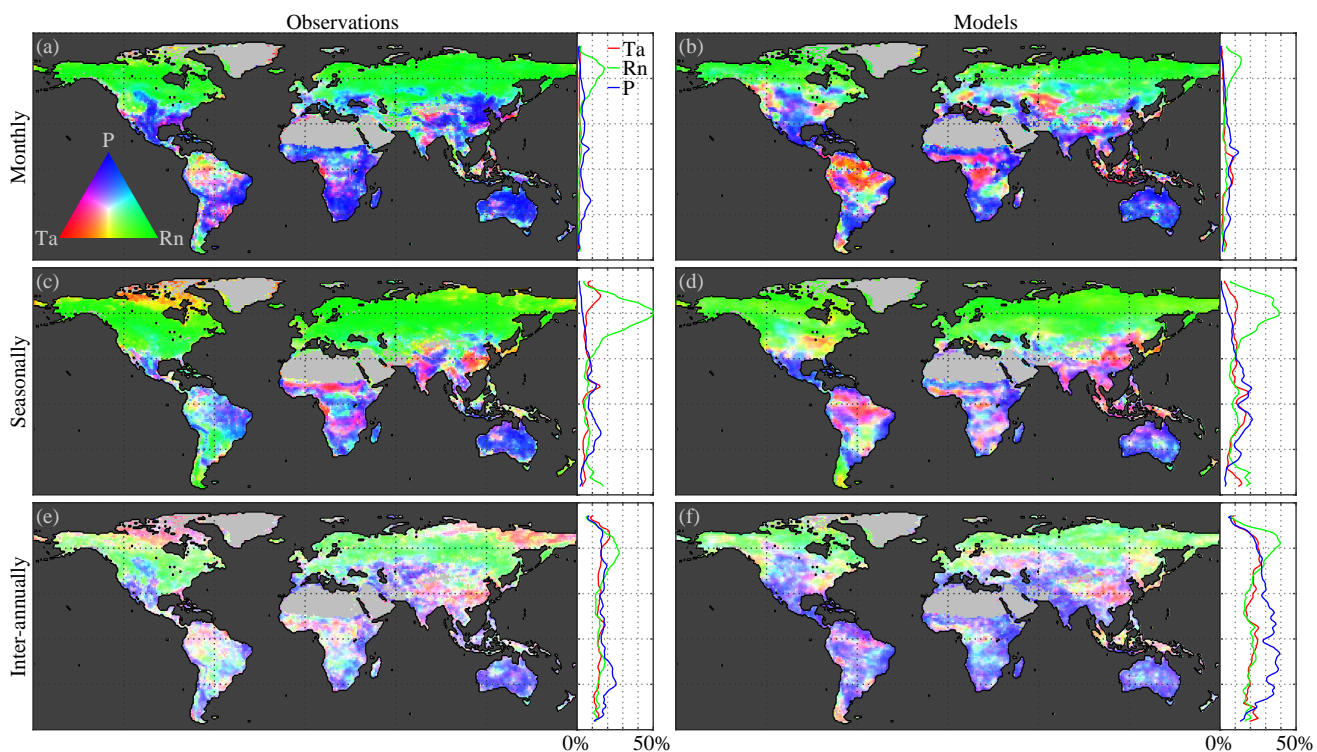 Observations
Models
(a)
Ta
Rn
P
(b)
Monthly
P
Ta
Rn
(c)
(d)
Seasonally
(e)
(f)
Inter-annually
0%
50%
0%
50%